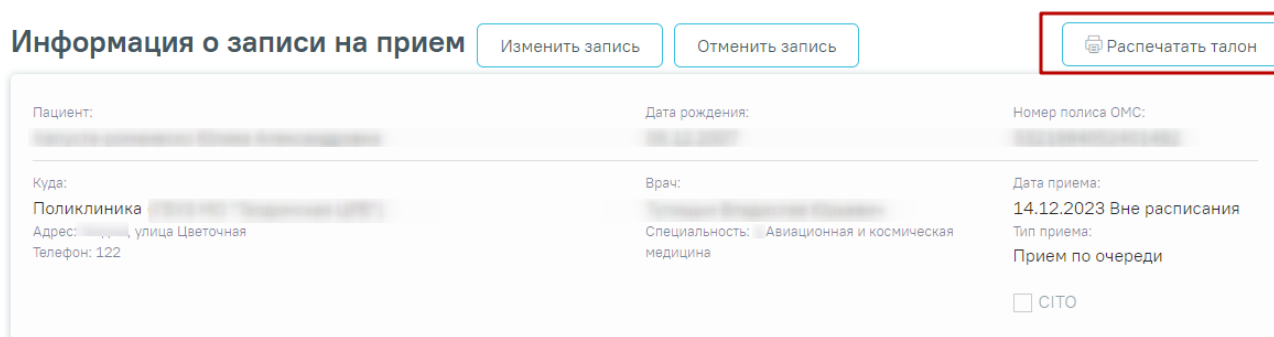 Информация о записи на прием
Изменить запись
Отменить запись
Распечатать талон
Пациент:
Дата рождения:
Номер полиса ОМС:
Куда:
Врач:
Дата приема:
Поликлиника
14.12.2023 Вне расписания
Адрес: , улица Цветочная
Специальность: Авиационная и космическая
Тип приема:
Телефон: 122
медицина
Прием по очереди
CITO